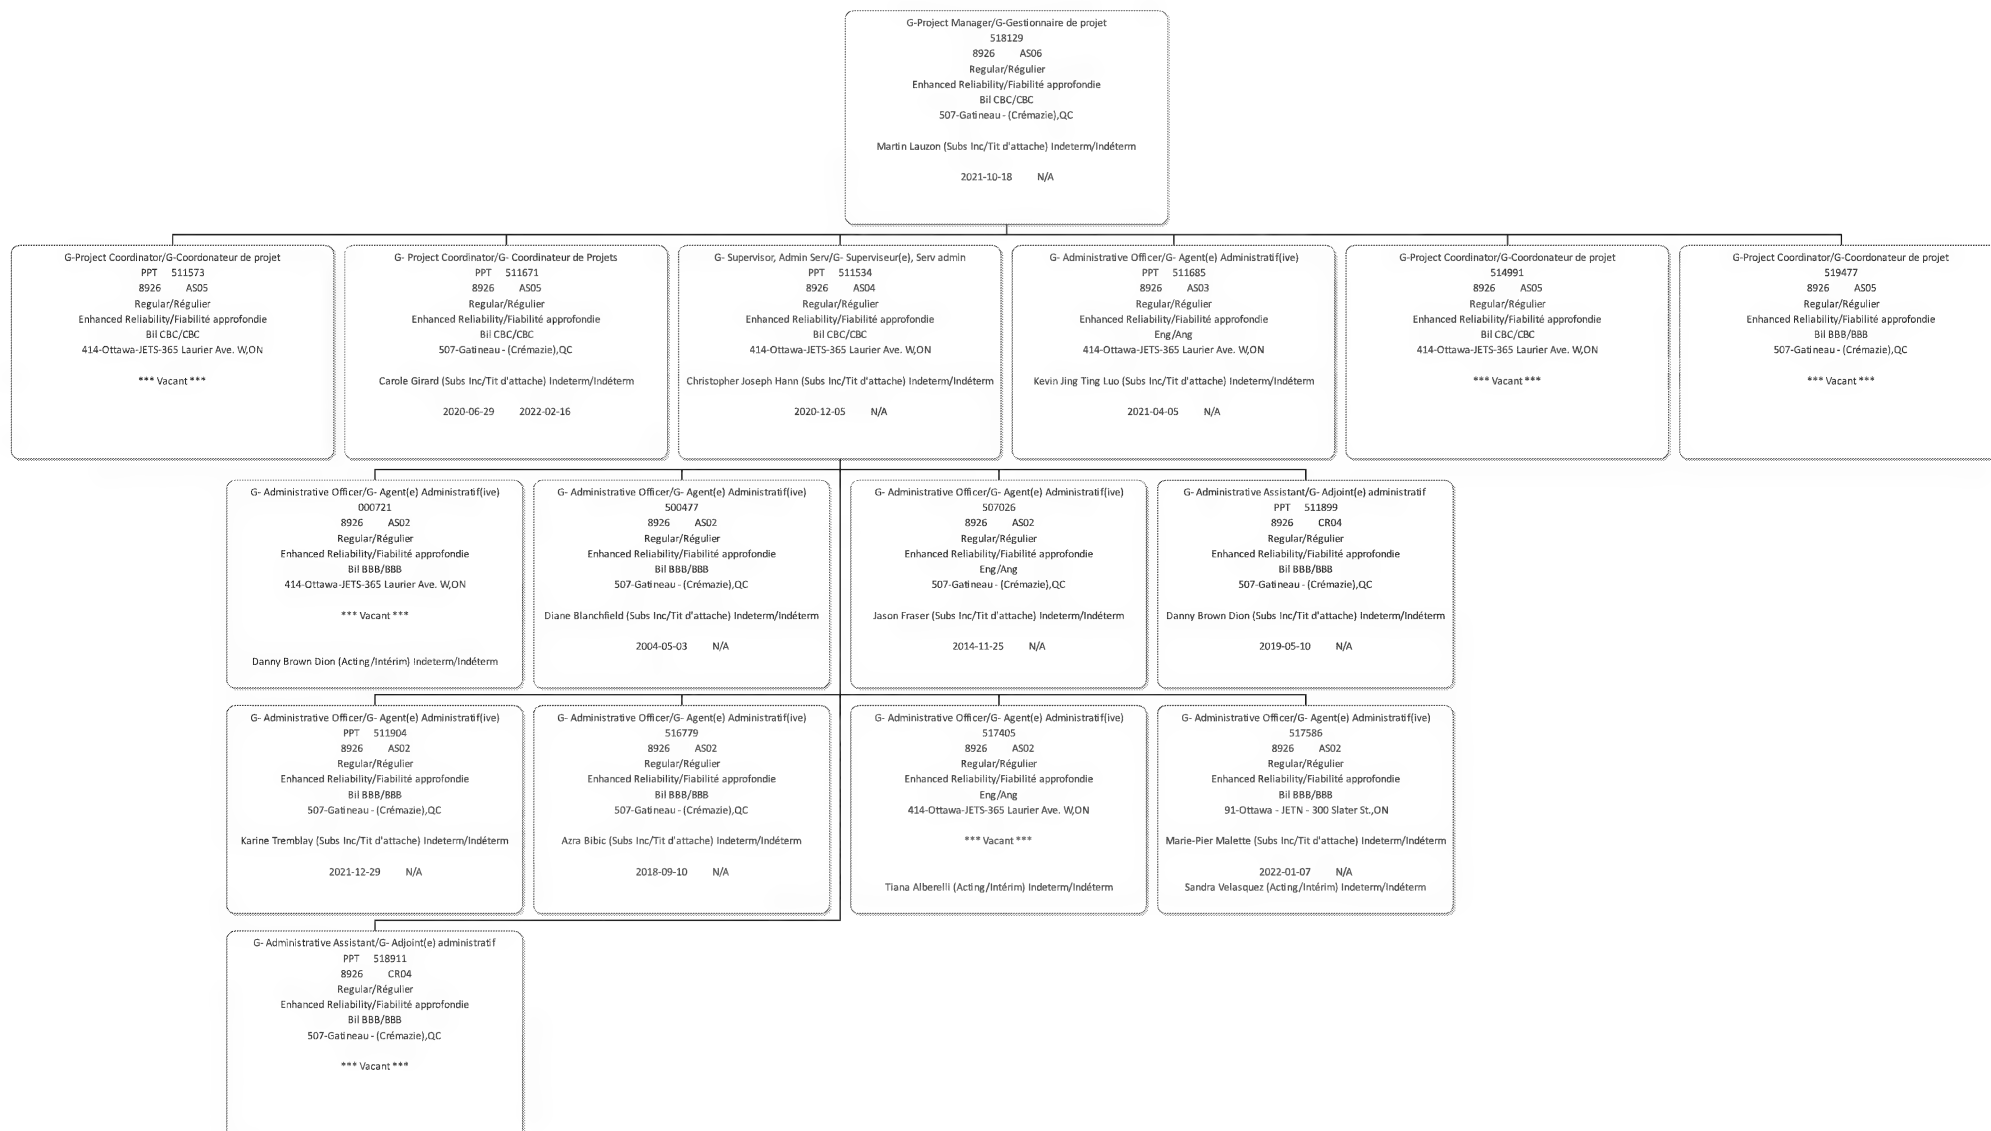 G-Project Manager/G-Gestionnaire de projet
518129
8926 AS06
Regular/Régulier
Enhanced Reliability/Fiabilité approfondie
Bil CBC/CBC
507-Gatineau - (Crémazie),QC
Martin Lauzon (Subs Inc/Tit d'attache) Indeterm/Indéterm
2021-10-18 N/A
G-Project Coordinator/G-Coordonateur de projet
PPT 511573
8926 AS05
Regular/Régulier
Enhanced Reliability/Fiabilité approfondie
Bil CBC/CBC
414-Ottawa-JETS-365 Laurier Ave. W,ON
*** Vacant ***
G- Project Coordinator/G- Coordinateur de Projets
PPT 511671
8926 AS05
Regular/Régulier
Enhanced Reliability/Fiabilité approfondie
Bil CBC/CBC
507-Gatineau - (Crémazie),QC
Carole Girard (Subs Inc/Tit d'attache) Indeterm/Indéterm
2020-06-29 2022-02-16
G- Supervisor, Admin Serv/G- Superviseur(e), Serv admin
PPT 511534
8926 AS04
Regular/Régulier
Enhanced Reliability/Fiabilité approfondie
Bil CBC/CBC
414-Ottawa-JETS-365 Laurier Ave. W,ON
Christopher Joseph Hann (Subs Inc/Tit d'attache) Indeterm/Indéterm
2020-12-05 N/A
G- Administrative Officer/G- Agent(e) Administratif(ive)
PPT 511685
8926 AS03
Regular/Régulier
Enhanced Reliability/Fiabilité approfondie
Eng/Ang
414-Ottawa-JETS-365 Laurier Ave. W,ON
Kevin Jing Ting Luo (Subs Inc/Tit d'attache) Indeterm/Indéterm
2021-04-05 N/A
G-Project Coordinator/G-Coordonateur de projet
514991
8926 AS05
Regular/Régulier
Enhanced Reliability/Fiabilité approfondie
Bil CBC/CBC
414-Ottawa-JETS-365 Laurier Ave. W,ON
*** Vacant ***
G-Project Coordinator/G-Coordonateur de projet
519477
8926 AS05
Regular/Régulier
Enhanced Reliability/Fiabilité approfondie
Bil BBB/BBB
507-Gatineau - (Crémazie),QC
*** Vacant ***
G- Administrative Officer/G- Agent(e) Administratif(ive)
000721
8926 AS02
Regular/Régulier
Enhanced Reliability/Fiabilité approfondie
Bil BBB/BBB
414-Ottawa-JETS-365 Laurier Ave. W,ON
*** Vacant ***
Danny Brown Dion (Acting/Intérim) Indeterm/Indéterm
G- Administrative Officer/G- Agent(e) Administratif(ive)
500477
8926 AS02
Regular/Régulier
Enhanced Reliability/Fiabilité approfondie
Bil BBB/BBB
507-Gatineau - (Crémazie),QC
Diane Blanchfield (Subs Inc/Tit d'attache) Indeterm/Indéterm
2004-05-03 N/A
G- Administrative Officer/G- Agent(e) Administratif(ive)
507026
8926 AS02
Regular/Régulier
Enhanced Reliability/Fiabilité approfondie
Eng/Ang
507-Gatineau - (Crémazie),QC
Jason Fraser (Subs Inc/Tit d'attache) Indeterm/Indéterm
2014-11-25 N/A
G- Administrative Assistant/G- Adjoint(e) administratif
PPT 511899
8926 CR04
Regular/Régulier
Enhanced Reliability/Fiabilité approfondie
Bil BBB/BBB
507-Gatineau - (Crémazie),QC
Danny Brown Dion (Subs Inc/Tit d'attache) Indeterm/Indéterm
2019-05-10 N/A
G- Administrative Officer/G- Agent(e) Administratif(ive)
PPT 511904
8926 AS02
Regular/Régulier
Enhanced Reliability/Fiabilité approfondie
Bil BBB/BBB
507-Gatineau - (Crémazie),QC
Karine Tremblay (Subs Inc/Tit d'attache) Indeterm/Indéterm
2021-12-29 N/A
G- Administrative Officer/G- Agent(e) Administratif(ive)
516779
8926 AS02
Regular/Régulier
Enhanced Reliability/Fiabilité approfondie
Bil BBB/BBB
507-Gatineau - (Crémazie),QC
Azra Bibic (Subs Inc/Tit d'attache) Indeterm/Indéterm
2018-09-10 N/A
G- Administrative Officer/G- Agent(e) Administratif(ive)
517405
8926 AS02
Regular/Régulier
Enhanced Reliability/Fiabilité approfondie
Eng/Ang
414-Ottawa-JETS-365 Laurier Ave. W,ON
*** Vacant ***
Tiana Alberelli (Acting/Intérim) Indeterm/Indéterm
G- Administrative Officer/G- Agent(e) Administratif(ive)
517586
8926 AS02
Regular/Régulier
Enhanced Reliability/Fiabilité approfondie
Bil BBB/BBB
91-Ottawa - JETN - 300 Slater St.,ON
Marie-Pier Malette (Subs Inc/Tit d'attache) Indeterm/Indéterm
2022-01-07 N/A
Sandra Velasquez (Acting/Intérim) Indeterm/Indéterm
G- Administrative Assistant/G- Adjoint(e) administratif
PPT 518911
8926 CR04
Regular/Régulier
Enhanced Reliability/Fiabilité approfondie
Bil BBB/BBB
507-Gatineau - (Crémazie),QC
*** Vacant ***